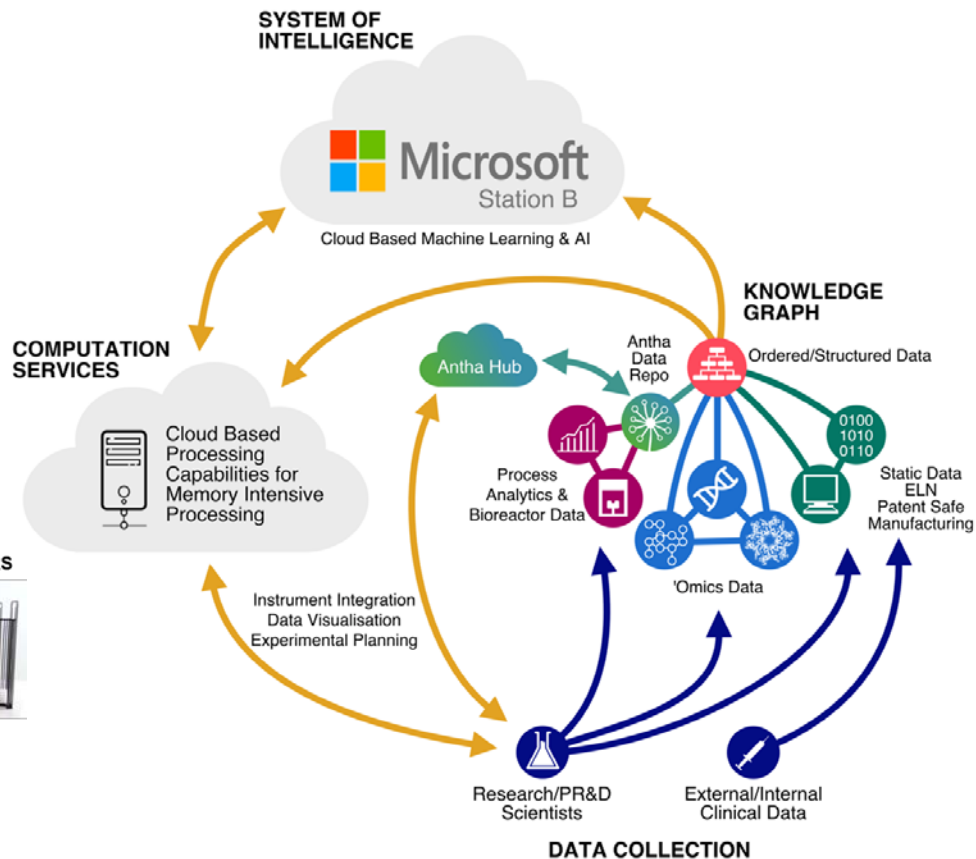 SYSTEM OF
INTELLIGENCE
Microsoft
Station B
Cloud Based Machine Learning & AI
KNOWLEDGE
GRAPH
Ordered/Structured Data
COMPUTATION
SERVICES
Antha Hub
Antha
Data
Repo
Cloud Based
Processing
Capabilities for
Memory Intensive
Processing
0100
1010
0110
Process
Analytics &
Bioreactor Data
Static Data
ELN
Patent Safe
Manufacturing
'Omics Data
Instrument Integration
Data Visualisation
Experimental Planning
Research/PR&D
Scientists
External/Internal
Clinical Data
DATA COLLECTION